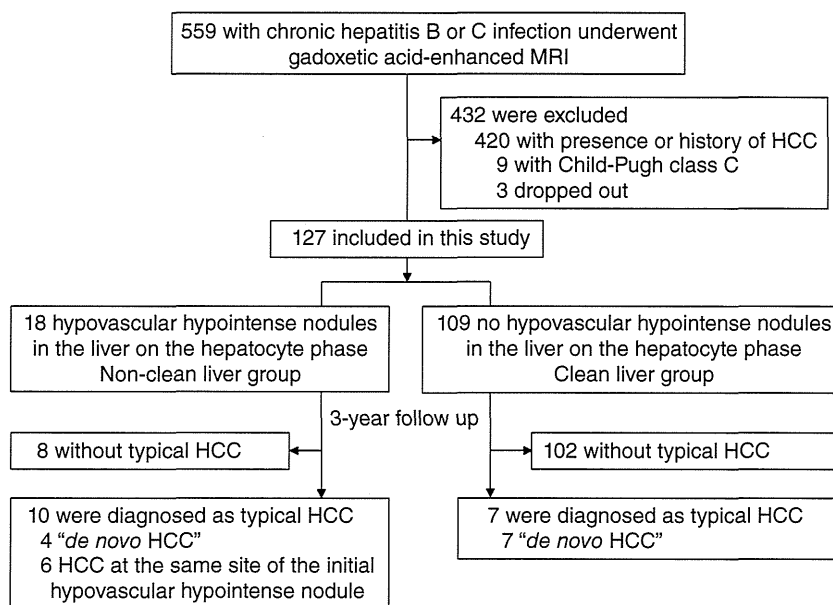 559 with chronic hepatitis B or C infection underwent
gadoxetic acid-enhanced MRI
432 were excluded
420 with presence or history of HCC
9 with Child-Pugh class C
3 dropped out
127 included in this study
18 hypovascular hypointense nodules
in the liver on the hepatocyte phase
Non-clean liver group
109 no hypovascular hypointense nodules
in the liver on the hepatocyte phase
Clean liver group
3-year follow up
8 without typical HCC
102 without typical HCC
10 were diagnosed as typical HCC
4 “de novo HCC”
6 HCC at the same site of the initial
hypovascular hypointense nodule
7 were diagnosed as typical HCC
7 “de novo HCC”